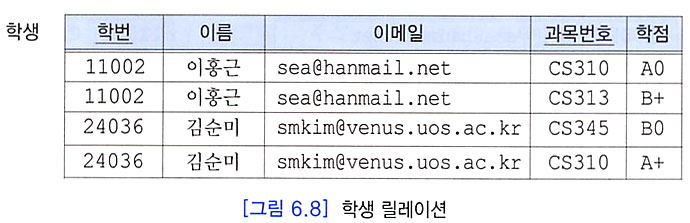 학생
학번 이름 이메일 과목번호 학점
11002 이홍근 sea@hanmail.net CS310 A0
11002 이홍근 sea@hanmail.net CS313 B+
24036 김순미 smkim@venus.uos.ac.kr CS345 B0
24036 김순미 smkim@venus.uos.ac.kr CS310 A+
[그림 6.8] 학생 릴레이션